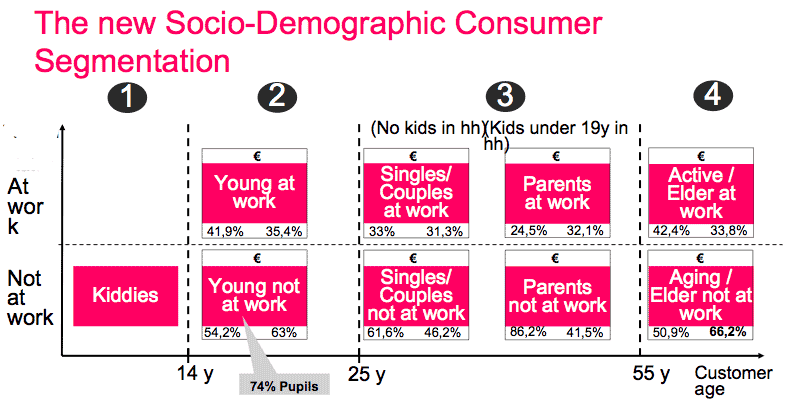 The new Socio-Demographic Consumer
Segmentation
1
2
3
4
(No kids in hh)
(Kids under 19y in
hh)
At
wor
k
€
Young at
work
41,9% 35,4%
€
Singles/
Couples
at work
33% 31,3%
€
Parents
at work
24,5% 32,1%
€
Active /
Elder at
work
42,4% 33,8%
Not
at
work
Kiddies
€
Young not
at work
54,2% 63%
€
Singles/
Couples
not at work
61,6% 46,2%
€
Parents
not at work
86,2% 41,5%
€
Aging /
Elder not at
work
50,9% 66,2%
74% Pupils
14 y
25 y
55 y
Customer
age